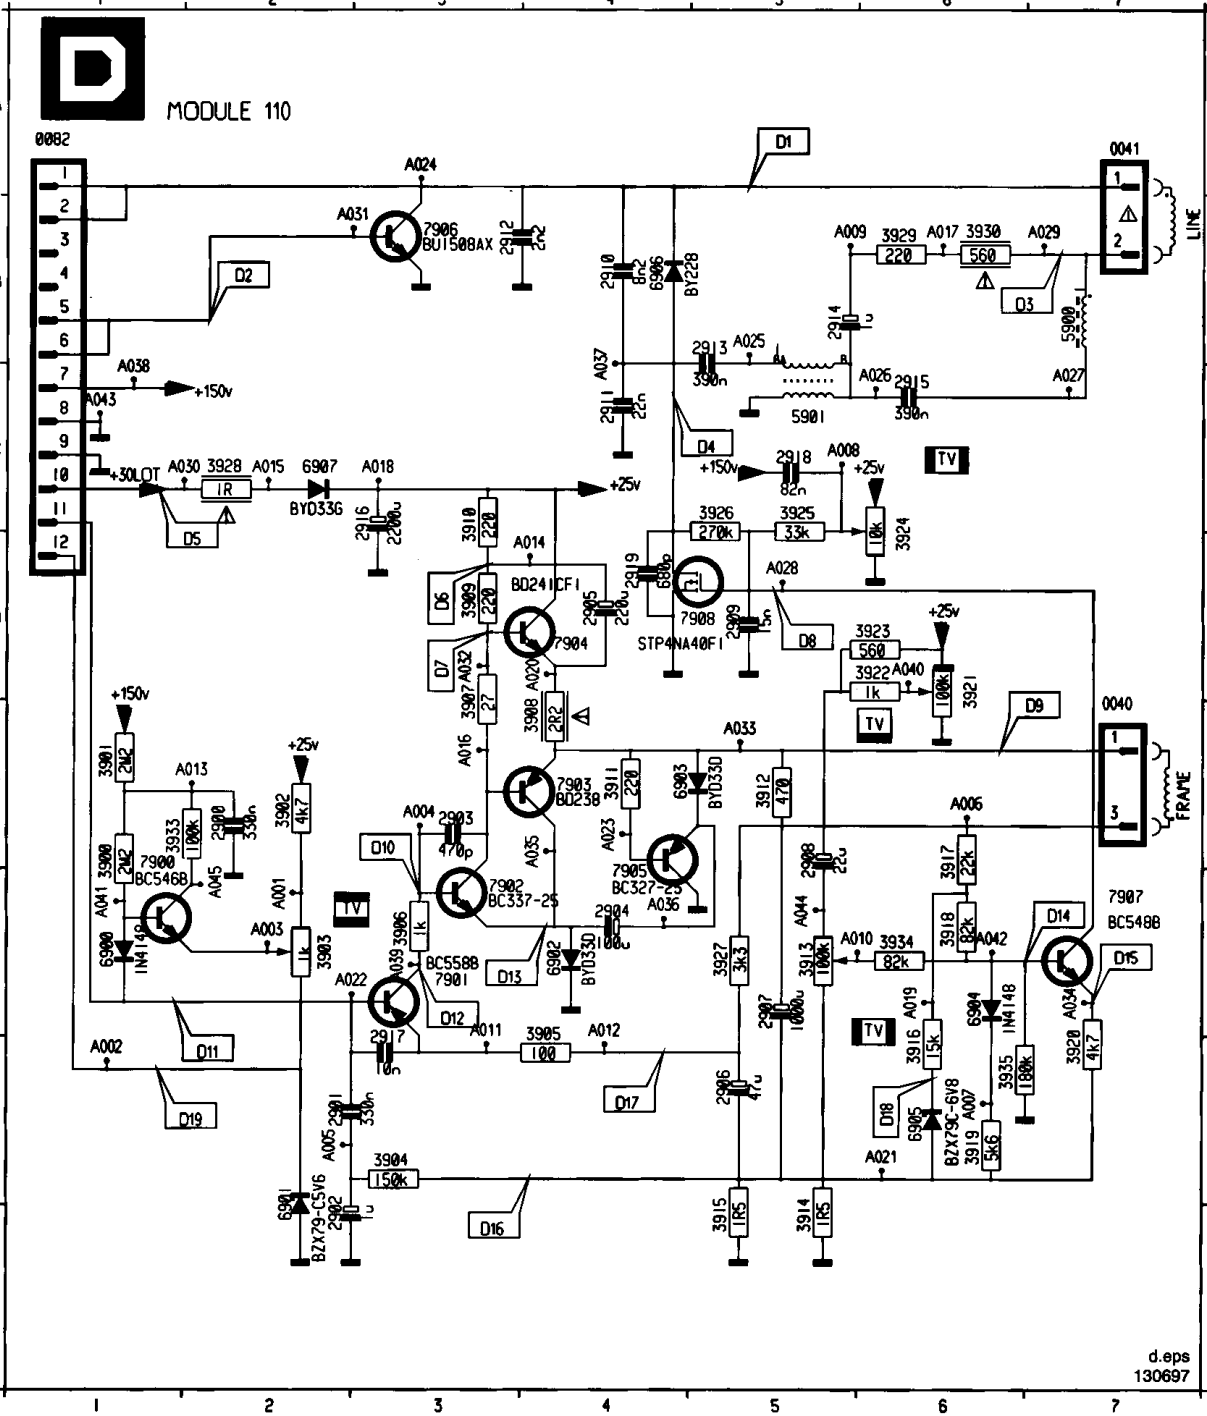 1 2 3 4 5 6 7
D
MODULE 110
0082
1
2
3
4
5
6
7
8
9
10
11
12
A024
D1
0041
1
2
LINE
A031
7906
BU1508AX
2912
2n2
D2
2910
8n2
6906
BY228
A009
3929
220
A017
3930
560
A029
D3
2914
5900
A038
+150v
A043
A037
2913
390n
A025
5901
A026
2915
390n
A027
2911
22n
D4
+30LOT
A030
3928
1R
A015
6907
BYD33G
A018
+25v
D5
2916
2200u
+150v
2918
82n
A008
+25v
TV
3910
220
3926
270k
3925
33k
10k
3924
A014
D6
3909
220
BD241CF1
2905
220u
2919
680p
7908
STP4NA40F1
A028
2909
D8
7904
D7
A032
A020
3923
560
+25v
3922
1k
A040
100k
3921
TV
3907
27
3908
2R2
D9
0040
1
3
FRAME
+150v
3901
2M2
A013
+25v
3902
4k7
A016
A033
7903
BD238
3911
220
6903
BYD33D
3912
470
3933
100k
2900
330n
A004
2903
470p
A023
A006
D10
A035
2908
22u
3917
22k
3900
2M2
7900
BC546B
A045
A001
TV
7902
BC337-25
7905
BC327-25
A036
7907
BC548B
A041
6900
1N4148
A003
1k
3903
3906
1k
2904
100u
A044
3918
82k
D14
A039
BC558B
7901
D13
6902
BYD33D
3927
3k3
3913
100k
A010
3934
82k
A042
D15
A022
D12
2907
1000u
A019
6904
1N4148
A034
D11
2917
10n
A011
3905
100
A012
TV
3916
15k
3935
180k
3920
4k7
A002
D19
D17
2906
47u
D18
6905
BZX79C-6V8
A007
3919
5k6
2901
330n
A005
3904
150k
A021
6901
BZX79-C5V6
2902
D16
3915
1R5
3914
1R5
d.eps
130697
1 2 3 4 5 6 7